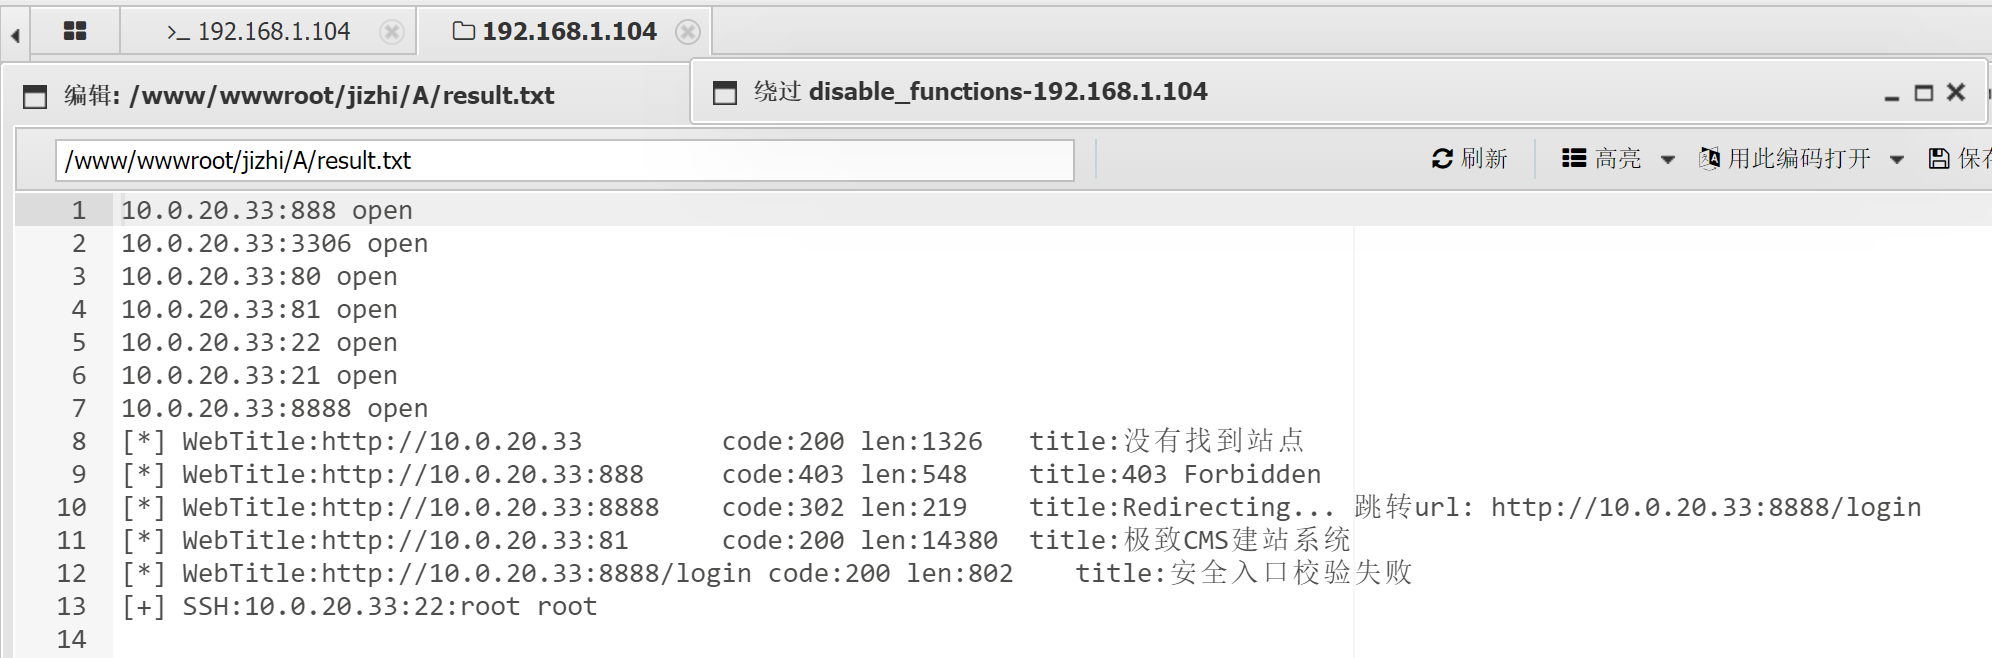 >_ 192.168.1.104
192.168.1.104
编辑: /www/wwwroot/jizhi/A/result.txt
绕过 disable_functions-192.168.1.104
/www/wwwroot/jizhi/A/result.txt
刷新 高亮 用此编码打开
1 10.0.20.33:888 open
2 10.0.20.33:3306 open
3 10.0.20.33:80 open
4 10.0.20.33:81 open
5 10.0.20.33:22 open
6 10.0.20.33:21 open
7 10.0.20.33:8888 open
8 [*] WebTitle:http://10.0.20.33 code:200 len:1326 title:没有找到站点
9 [*] WebTitle:http://10.0.20.33:888 code:403 len:548 title:403 Forbidden
10 [*] WebTitle:http://10.0.20.33:8888 code:302 len:219 title:Redirecting... 跳转url: http://10.0.20.33:8888/login
11 [*] WebTitle:http://10.0.20.33:81 code:200 len:14380 title:极致CMS建站系统
12 [*] WebTitle:http://10.0.20.33:8888/login code:200 len:802 title:安全入口校验失败
13 [+] SSH:10.0.20.33:22:root root
14